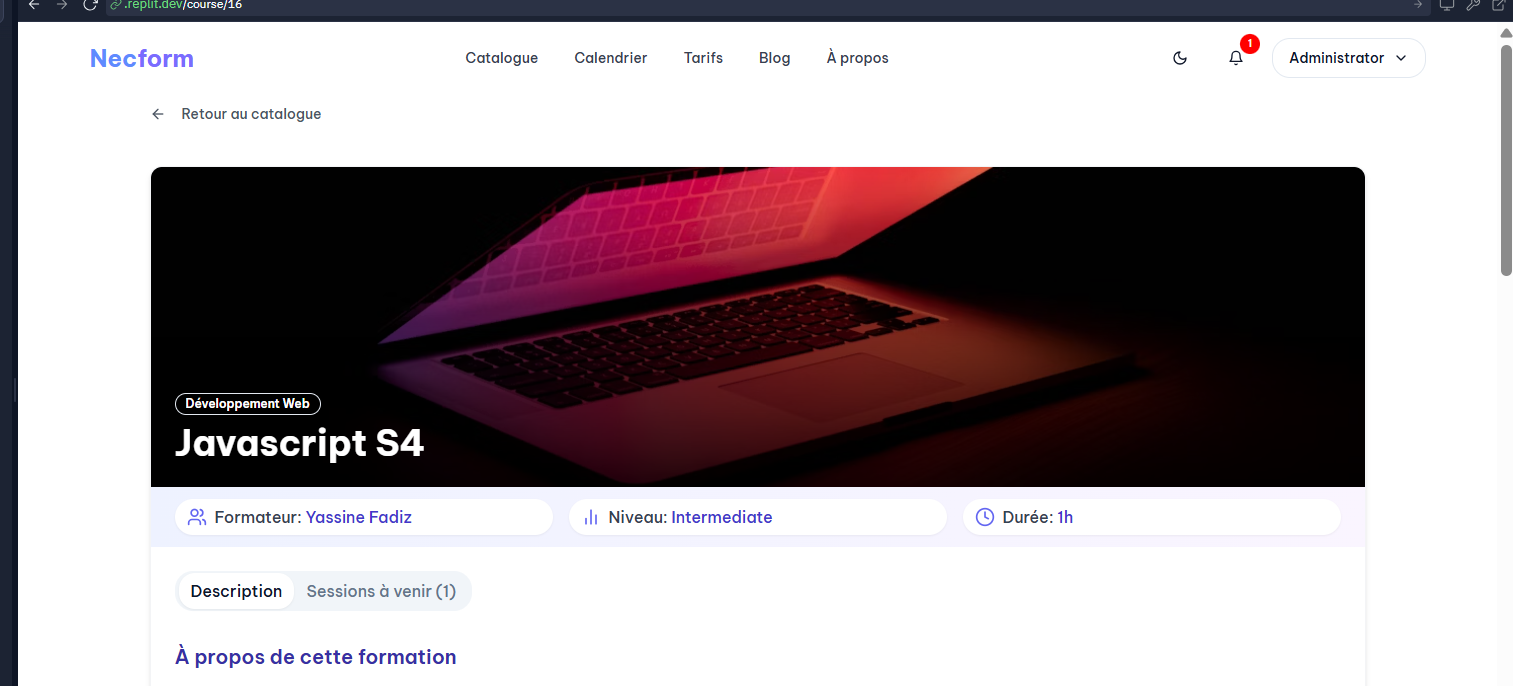 .replit.dev/course/16
Necform
Catalogue
Calendrier
Tarifs
Blog
À propos
1
Administrator
Retour au catalogue
Développement Web
Javascript S4
Formateur: Yassine Fadiz
Niveau: Intermediate
Durée: 1h
Description
Sessions à venir (1)
À propos de cette formation